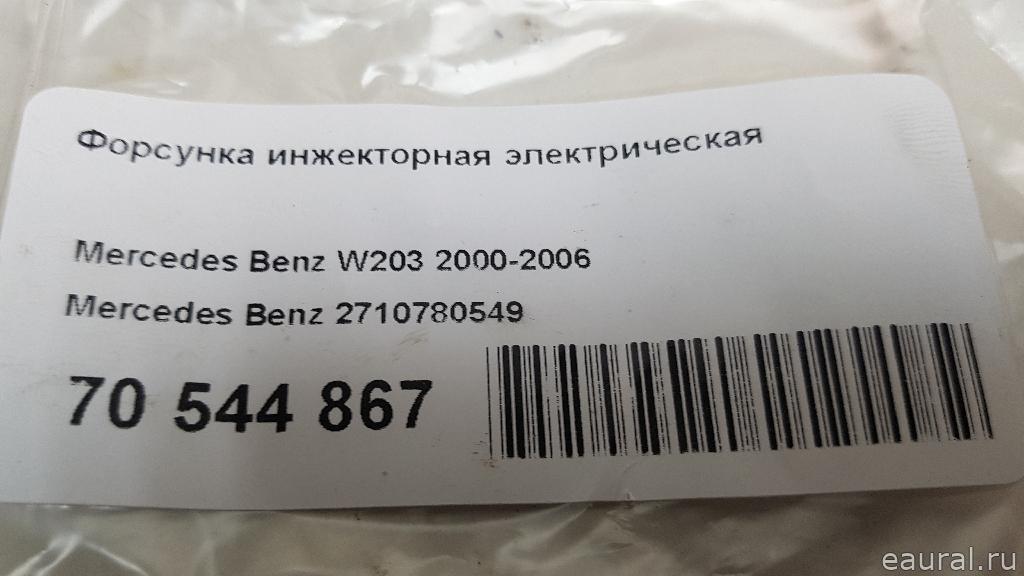 Форсунка инжекторная электрическая
Mercedes Benz W203 2000-2006
Mercedes Benz 2710780549
70 544 867
eaural.ru